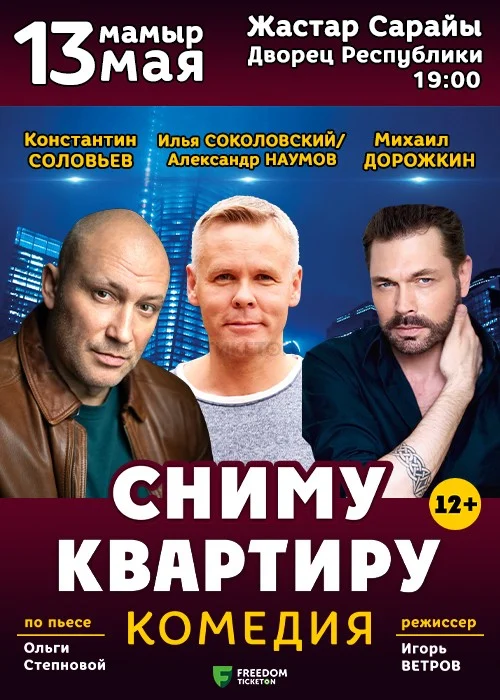 13 мамыр
мая
Жастар Сарайы
Дворец Республики
19:00
Константин
СОЛОВЬЕВ
Илья СОКОЛОВСКИЙ/
Александр НАУМОВ
Михаил
ДОРОЖКИН
СНИМУ
12+
КВАРТИРУ
КОМЕДИЯ
по пьесе
Ольги
Степновой
режиссер
Игорь
ВЕТРОВ
FREEDOM
TICKETON